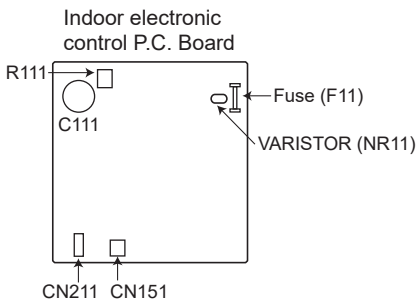 Indoor electronic
control P.C. Board
R111
C111
Fuse (F11)
VARISTOR (NR11)
CN211 CN151